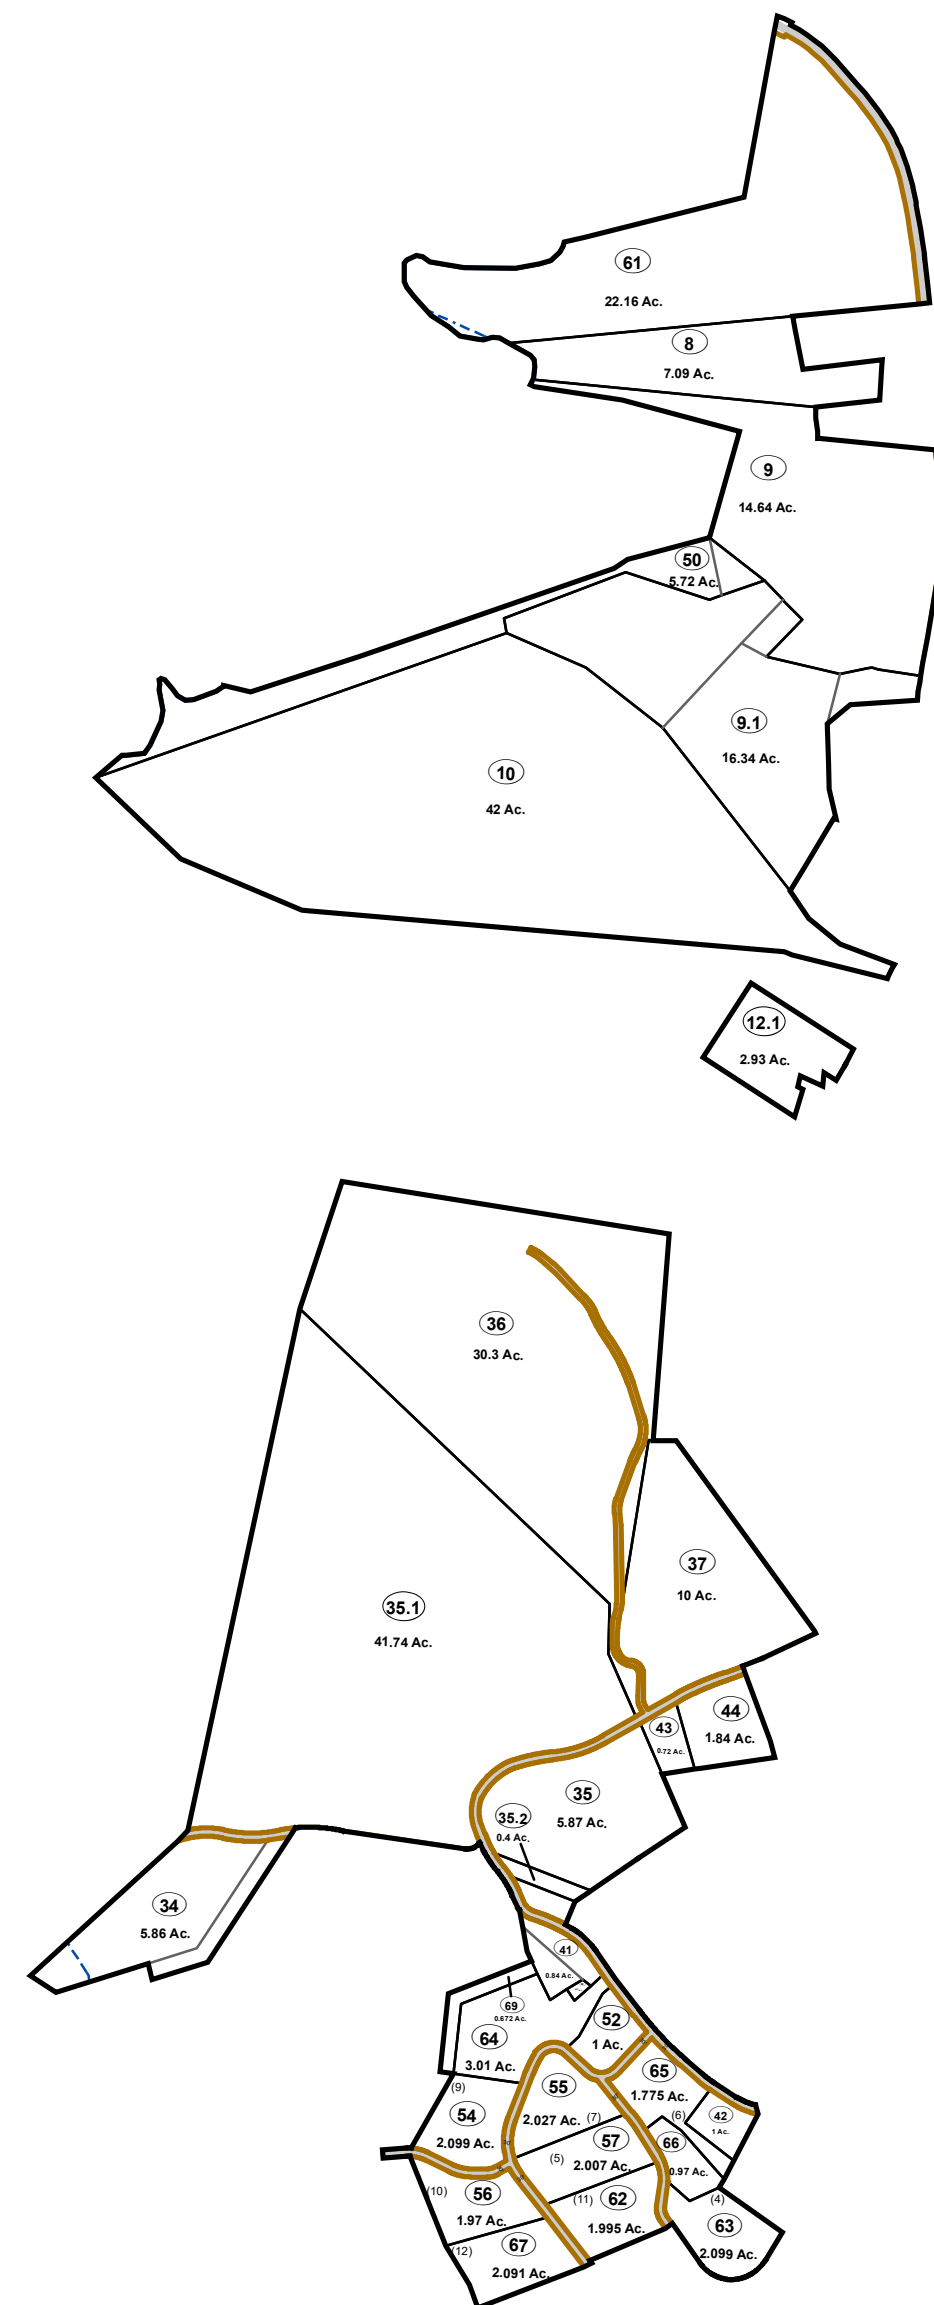 61
22.16 Ac.
8
7.09 Ac.
9
14.64 Ac.
50
5.72 Ac.
9.1
16.34 Ac.
10
42 Ac.
12.1
2.93 Ac.
36
30.3 Ac.
37
10 Ac.
35.1
41.74 Ac.
44
1.84 Ac.
43
0.72 Ac.
35
5.87 Ac.
35.2
0.4 Ac.
34
5.86 Ac.
41
0.84 Ac.
69
0.672 Ac.
52
1 Ac.
64
3.01 Ac.
65
1.775 Ac.
(9)
55
2.027 Ac.
(7)
(6)
42
1 Ac.
54
2.099 Ac.
57
2.007 Ac.
(5)
66
0.97 Ac.
(10)
56
1.97 Ac.
(11)
62
1.995 Ac.
(4)
63
2.099 Ac.
(12)
67
2.091 Ac.